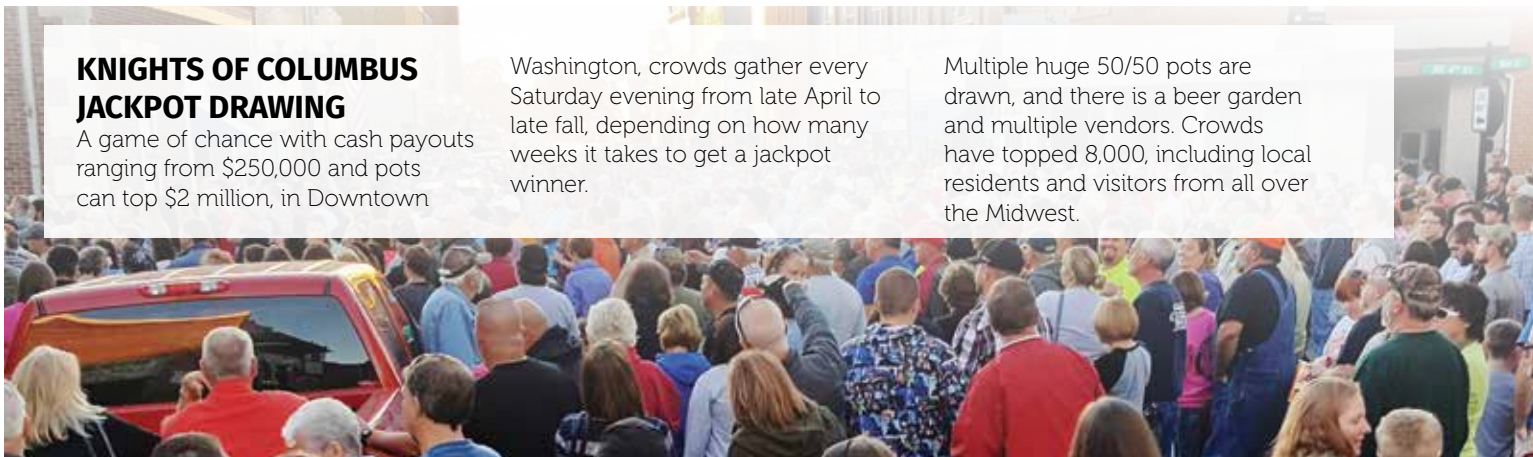 KNIGHTS OF COLUMBUS
JACKPOT DRAWING
A game of chance with cash payouts
ranging from $250,000 and pots
can top $2 million, in Downtown
Washington, crowds gather every
Saturday evening from late April to
late fall, depending on how many
weeks it takes to get a jackpot
winner.
Multiple huge 50/50 pots are
drawn, and there is a beer garden
and multiple vendors. Crowds
have topped 8,000, including local
residents and visitors from all over
the Midwest.